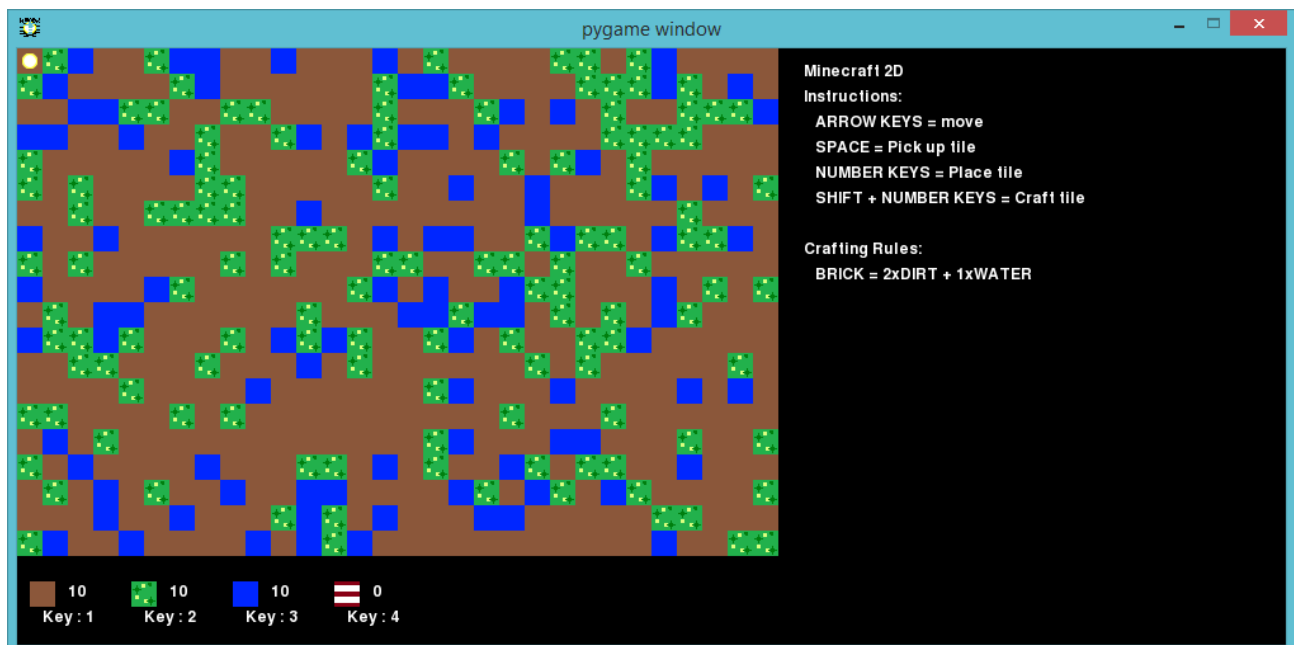 pygame window
Minecraft 2D
Instructions:
ARROW KEYS = move
SPACE = Pick up tile
NUMBER KEYS = Place tile
SHIFT + NUMBER KEYS = Craft tile
Crafting Rules:
BRICK = 2xDIRT + 1xWATER
10 10 10 0
Key : 1 Key : 2 Key : 3 Key : 4